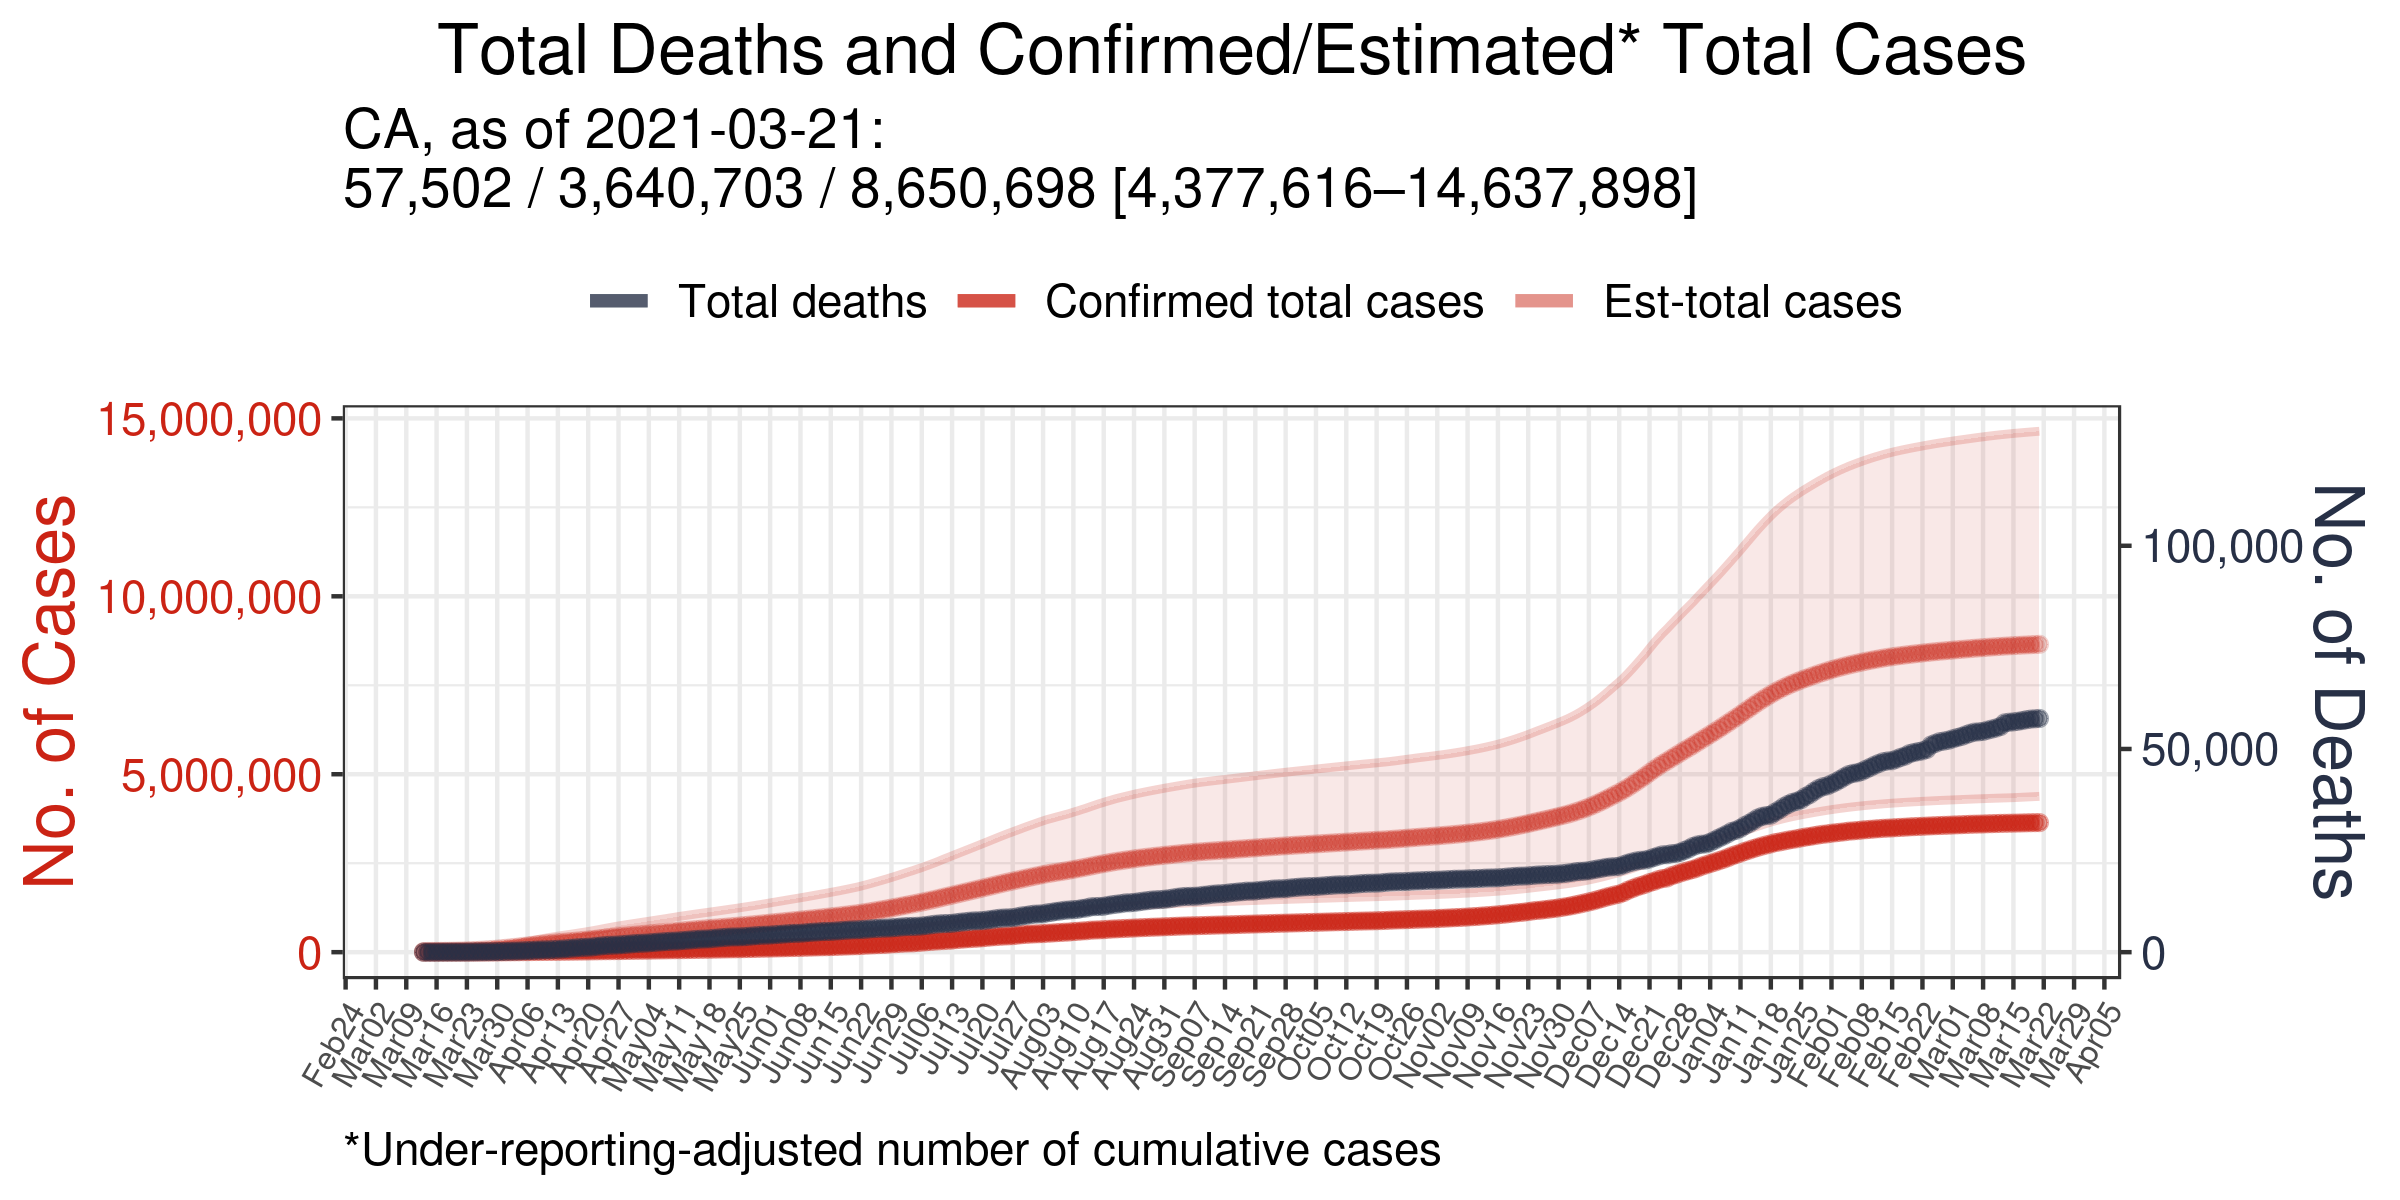 Total Deaths and Confirmed/Estimated* Total Cases
CA, as of 2021-03-21:
57,502 / 3,640,703 / 8,650,698 [4,377,616–14,637,898]
Total deaths
Confirmed total cases
Est-total cases
No. of Cases
15,000,000
10,000,000
5,000,000
0
100,000
50,000
0
No. of Deaths
Feb24
Mar02
Mar09
Mar16
Mar23
Mar30
Apr06
Apr13
Apr20
Apr27
May04
May11
May18
May25
Jun01
Jun08
Jun15
Jun22
Jun29
Jul06
Jul13
Jul20
Jul27
Aug03
Aug10
Aug17
Aug24
Aug31
Sep07
Sep14
Sep21
Sep28
Oct05
Oct12
Oct19
Oct26
Nov02
Nov09
Nov16
Nov23
Nov30
Dec07
Dec14
Dec21
Dec28
Jan04
Jan11
Jan18
Jan25
Feb01
Feb08
Feb15
Feb22
Mar01
Mar08
Mar15
Mar22
Mar29
Apr05
*Under-reporting-adjusted number of cumulative cases